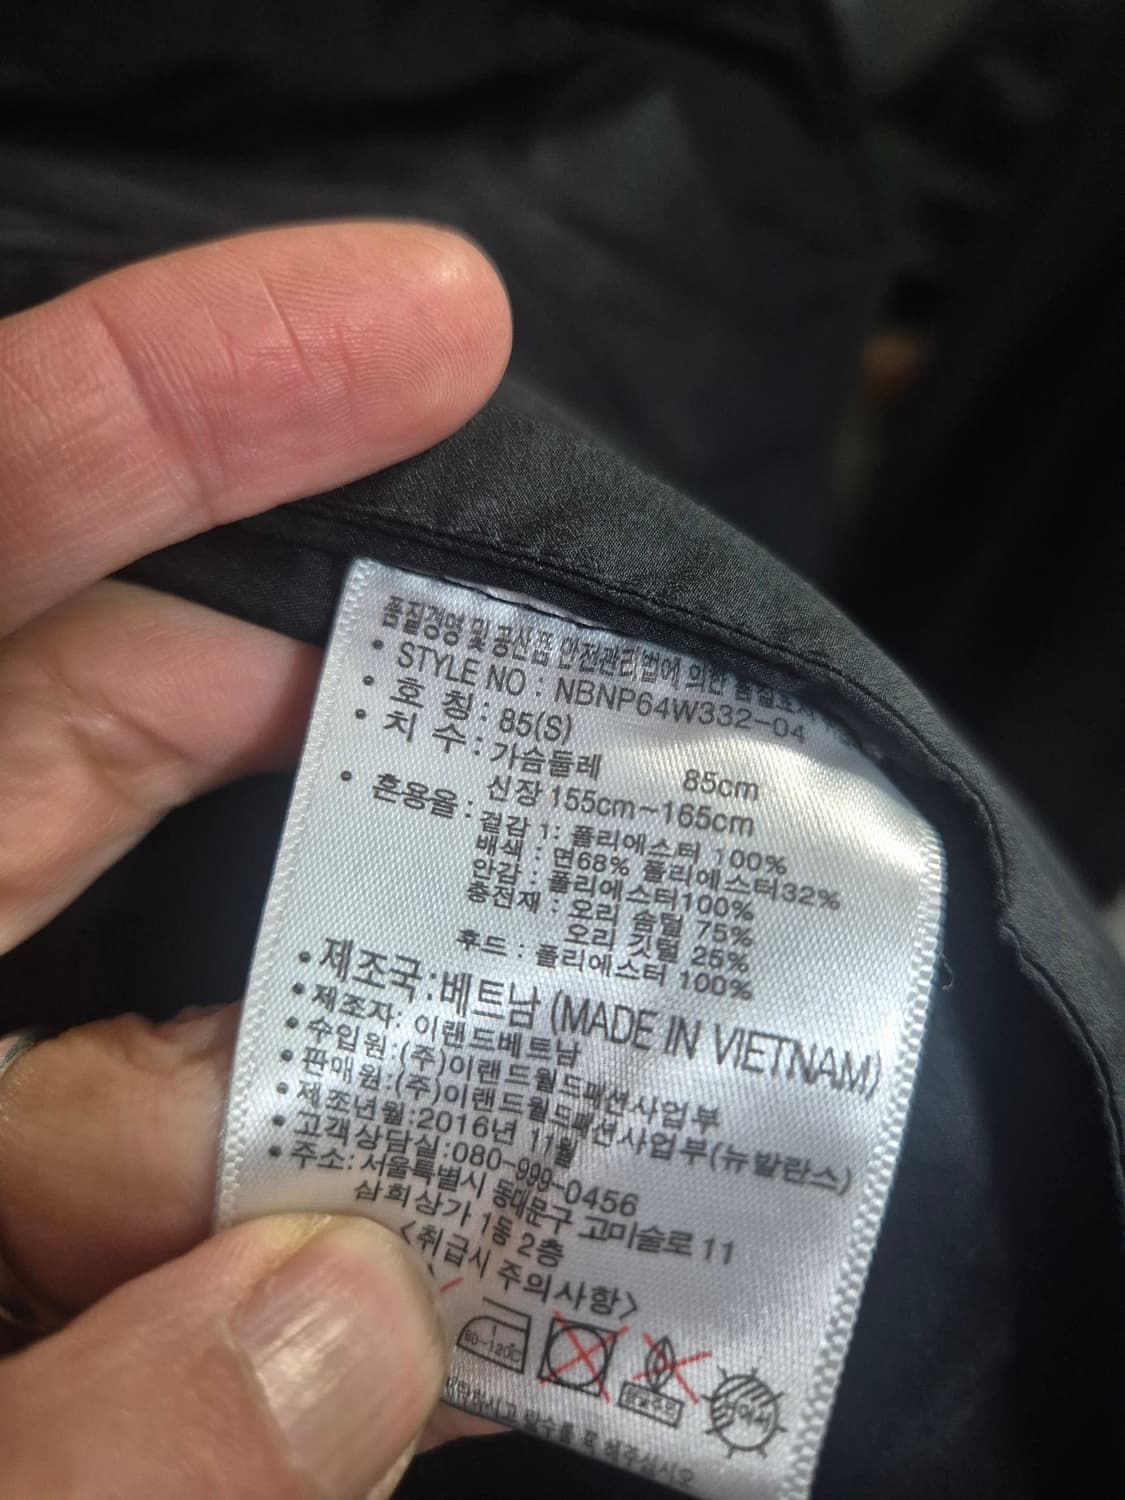 품질경영 및 공산품 안전관리법에 의한 품질표시
• STYLE NO : NBNP64W332-04
• 호 칭 : 85(S)
• 치 수 : 가슴둘레 85cm
신장 155cm~165cm
• 혼용율 : 겉감 1: 폴리에스터 100%
배색 : 면68% 폴리에스터32%
안감 : 폴리에스터100%
충전재 : 오리 솜털 75%
오리 깃털 25%
후드 : 폴리에스터 100%
• 제조국:베트남 (MADE IN VIETNAM)
• 제조자: 이랜드베트남
• 수입원:(주)이랜드월드패션사업부
• 판매원:(주)이랜드월드패션사업부(뉴발란스)
• 제조년월:2016년 11월
• 고객상담실:080-999-0456
• 주소:서울특별시 동대문구 고미술로 11
삼희상가 1동 2층
<취급시 주의사항>
80~120℃
드라이